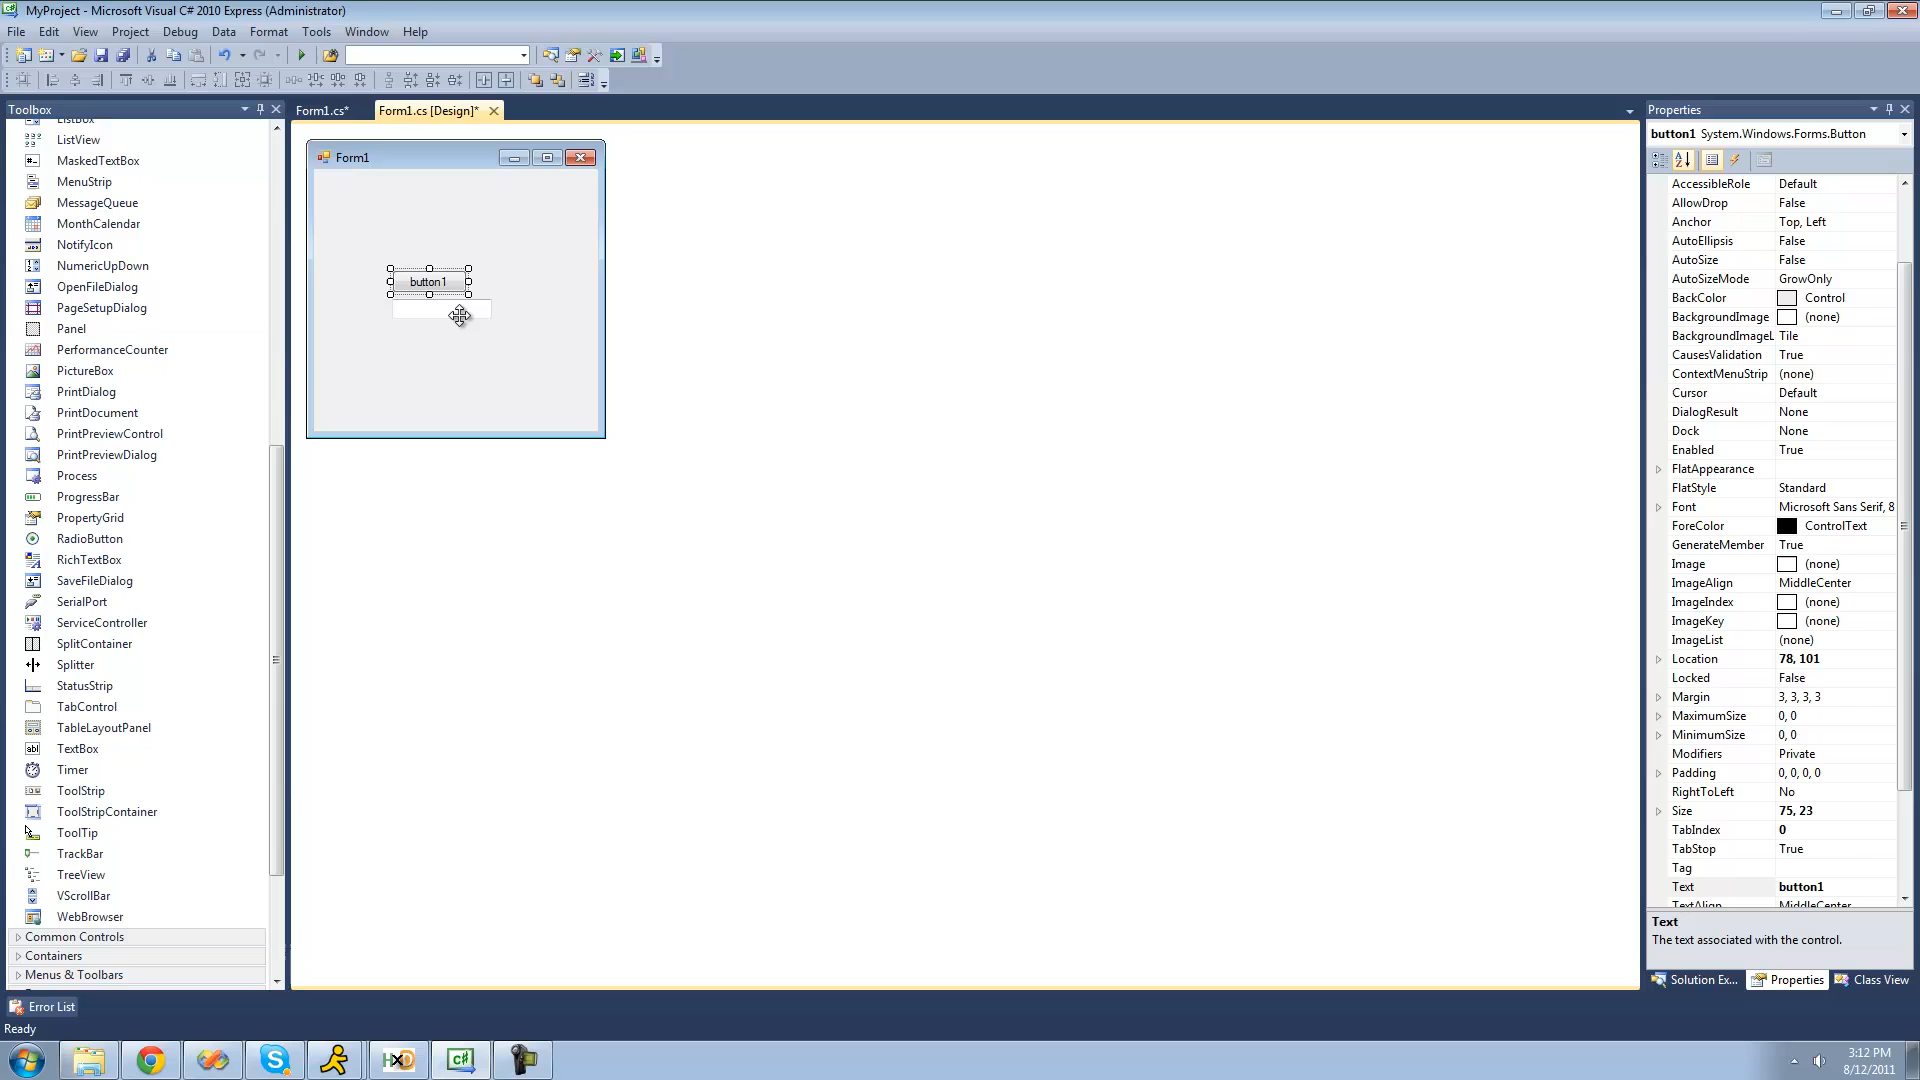 MyProject - Microsoft Visual C# 2010 Express (Administrator)
File Edit View Project Debug Data Format Tools Window Help
Toolbox
Form1.cs*
Form1.cs [Design]*
Properties
ListBox
ListView
MaskedTextBox
MenuStrip
MessageQueue
MonthCalendar
NotifyIcon
NumericUpDown
OpenFileDialog
PageSetupDialog
Panel
PerformanceCounter
PictureBox
PrintDialog
PrintDocument
PrintPreviewControl
PrintPreviewDialog
Process
ProgressBar
PropertyGrid
RadioButton
RichTextBox
SaveFileDialog
SerialPort
ServiceController
SplitContainer
Splitter
StatusStrip
TabControl
TableLayoutPanel
TextBox
Timer
ToolStrip
ToolStripContainer
ToolTip
TrackBar
TreeView
VScrollBar
WebBrowser
Common Controls
Containers
Menus & Toolbars
Form1
button1
button1 System.Windows.Forms.Button
AccessibleRole Default
AllowDrop False
Anchor Top, Left
AutoEllipsis False
AutoSize False
AutoSizeMode GrowOnly
BackColor Control
BackgroundImage (none)
BackgroundImageL Tile
CausesValidation True
ContextMenuStrip (none)
Cursor Default
DialogResult None
Dock None
Enabled True
FlatAppearance
FlatStyle Standard
Font Microsoft Sans Serif, 8
ForeColor ControlText
GenerateMember True
Image (none)
ImageAlign MiddleCenter
ImageIndex (none)
ImageKey (none)
ImageList (none)
Location 78, 101
Locked False
Margin 3, 3, 3, 3
MaximumSize 0, 0
MinimumSize 0, 0
Modifiers Private
Padding 0, 0, 0, 0
RightToLeft No
Size 75, 23
TabIndex 0
TabStop True
Tag
Text button1
TextAlign MiddleCenter
Text
The text associated with the control.
Solution Ex... Properties Class View
Error List
Ready
3:12 PM
8/12/2011